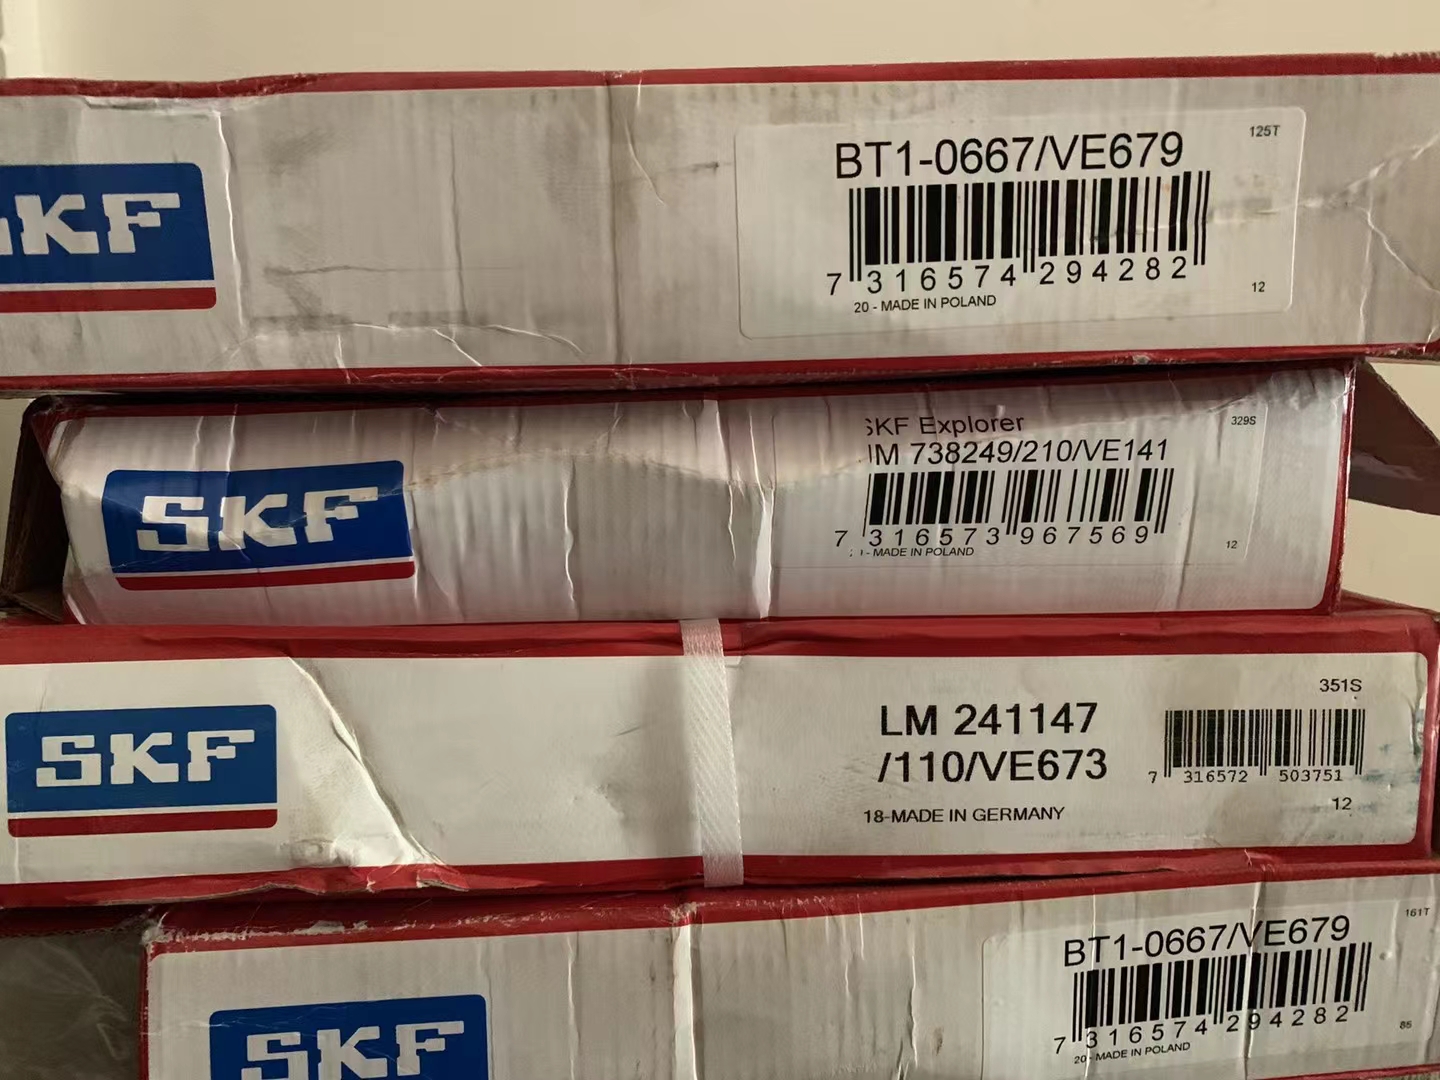 SKF
BT1-0667/VE679
125T
7 316574 294282
20 - MADE IN POLAND
12
SKF
SKF Explorer
738249/210/VE141
329S
7 316573 967569
- MADE IN POLAND
12
SKF
LM 241147
/110/VE673
18-MADE IN GERMANY
351S
7 316572 503751
12
SKF
BT1-0667/VE679
161T
7 316574 294282
20 - MADE IN POLAND
85